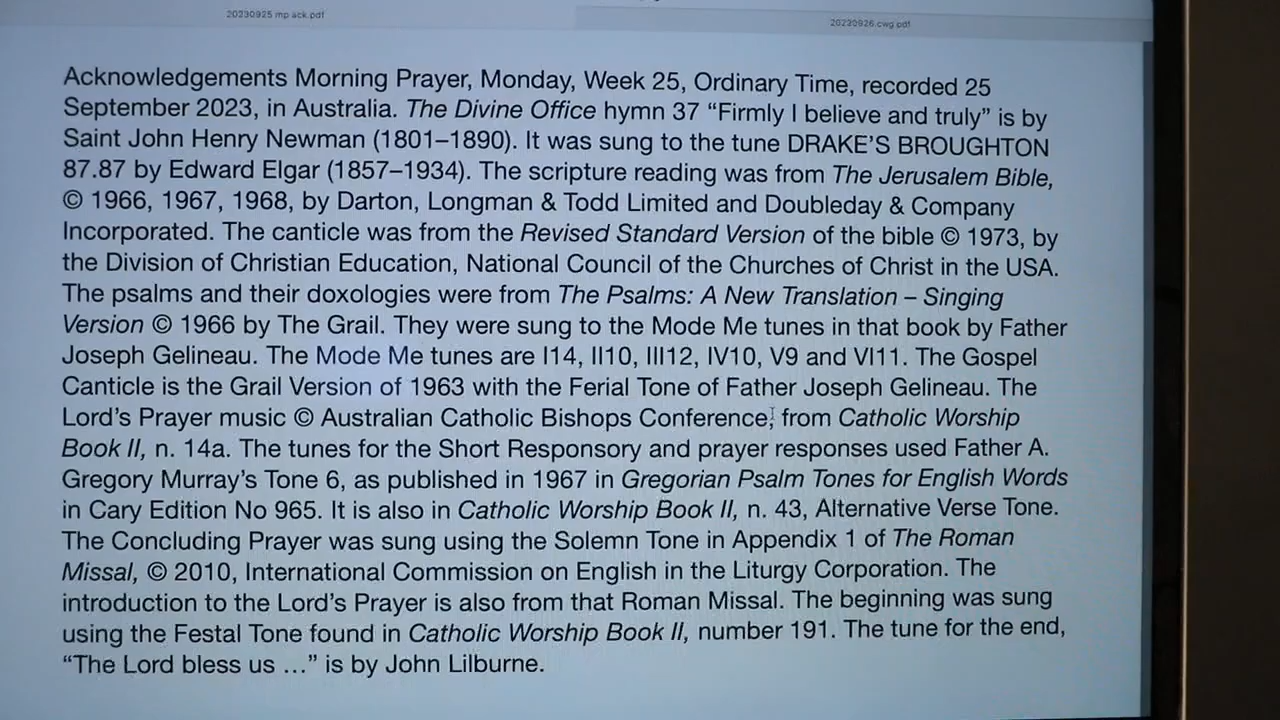 20230925 mp ack.pdf
20230926.cwg.pdf
Acknowledgements Morning Prayer, Monday, Week 25, Ordinary Time, recorded 25
September 2023, in Australia. The Divine Office hymn 37 “Firmly I believe and truly” is by
Saint John Henry Newman (1801–1890). It was sung to the tune DRAKE’S BROUGHTON
87.87 by Edward Elgar (1857–1934). The scripture reading was from The Jerusalem Bible,
© 1966, 1967, 1968, by Darton, Longman & Todd Limited and Doubleday & Company
Incorporated. The canticle was from the Revised Standard Version of the bible © 1973, by
the Division of Christian Education, National Council of the Churches of Christ in the USA.
The psalms and their doxologies were from The Psalms: A New Translation – Singing
Version © 1966 by The Grail. They were sung to the Mode Me tunes in that book by Father
Joseph Gelineau. The Mode Me tunes are I14, II10, III12, IV10, V9 and VI11. The Gospel
Canticle is the Grail Version of 1963 with the Ferial Tone of Father Joseph Gelineau. The
Lord’s Prayer music © Australian Catholic Bishops Conference, from Catholic Worship
Book II, n. 14a. The tunes for the Short Responsory and prayer responses used Father A.
Gregory Murray’s Tone 6, as published in 1967 in Gregorian Psalm Tones for English Words
in Cary Edition No 965. It is also in Catholic Worship Book II, n. 43, Alternative Verse Tone.
The Concluding Prayer was sung using the Solemn Tone in Appendix 1 of The Roman
Missal, © 2010, International Commission on English in the Liturgy Corporation. The
introduction to the Lord’s Prayer is also from that Roman Missal. The beginning was sung
using the Festal Tone found in Catholic Worship Book II, number 191. The tune for the end,
“The Lord bless us …” is by John Lilburne.